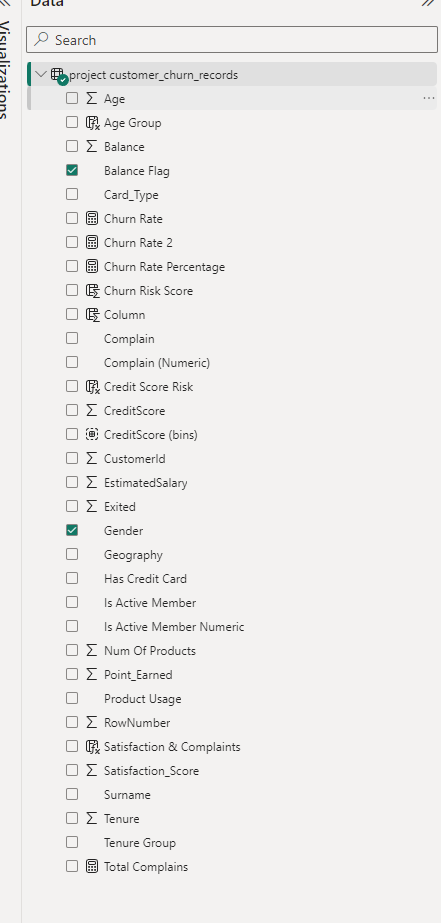 Data
Visualizations
Search
project customer_churn_records
Age
Age Group
Balance
Balance Flag
Card_Type
Churn Rate
Churn Rate 2
Churn Rate Percentage
Churn Risk Score
Column
Complain
Complain (Numeric)
Credit Score Risk
CreditScore
CreditScore (bins)
CustomerId
EstimatedSalary
Exited
Gender
Geography
Has Credit Card
Is Active Member
Is Active Member Numeric
Num Of Products
Point_Earned
Product Usage
RowNumber
Satisfaction & Complaints
Satisfaction_Score
Surname
Tenure
Tenure Group
Total Complains